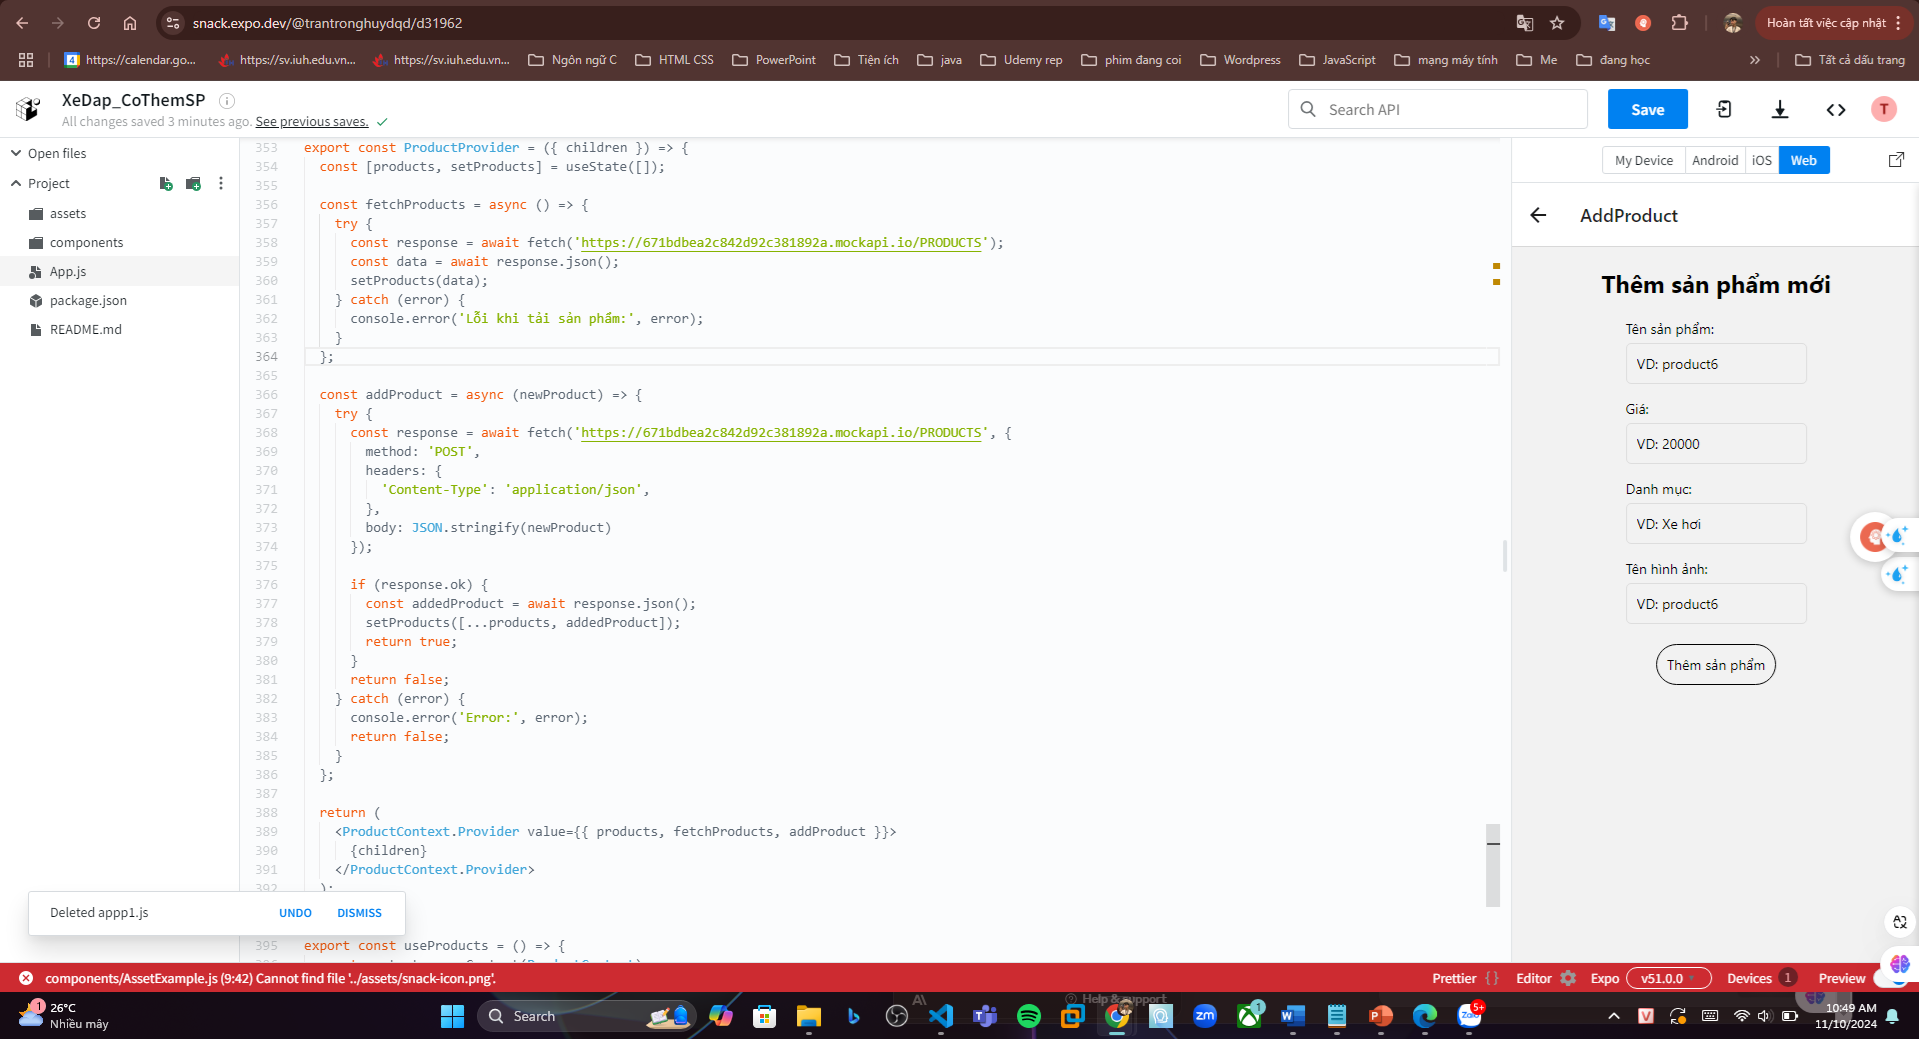 snack.expo.dev/@trantronghuydqd/d31962
Hoàn tất việc cập nhật
https://calendar.go...
https://sv.iuh.edu.vn...
https://sv.iuh.edu.vn...
Ngôn ngữ C
HTML CSS
PowerPoint
Tiện ích
java
Udemy rep
phim đang coi
Wordpress
JavaScript
mạng máy tính
Me
đang học
»
Tất cả dấu trang
XeDap_CoThemSP
All changes saved 3 minutes ago. See previous saves.
Search API
Save
T
Open files
Project
assets
components
App.js
package.json
README.md
353 export const ProductProvider = ({ children }) => {
354 const [products, setProducts] = useState([]);
355
356 const fetchProducts = async () => {
357 try {
358 const response = await fetch('https://671bdbea2c842d92c381892a.mockapi.io/PRODUCTS');
359 const data = await response.json();
360 setProducts(data);
361 } catch (error) {
362 console.error('Lỗi khi tải sản phẩm:', error);
363 }
364 };
365
366 const addProduct = async (newProduct) => {
367 try {
368 const response = await fetch('https://671bdbea2c842d92c381892a.mockapi.io/PRODUCTS', {
369 method: 'POST',
370 headers: {
371 'Content-Type': 'application/json',
372 },
373 body: JSON.stringify(newProduct)
374 });
375
376 if (response.ok) {
377 const addedProduct = await response.json();
378 setProducts([...products, addedProduct]);
379 return true;
380 }
381 return false;
382 } catch (error) {
383 console.error('Error:', error);
384 return false;
385 }
386 };
387
388 return (
389 <ProductContext.Provider value={{ products, fetchProducts, addProduct }}>
390 {children}
391 </ProductContext.Provider>
392 );
395 export const useProducts = () => {
Deleted appp1.js
UNDO
DISMISS
My Device
Android
iOS
Web
AddProduct
Thêm sản phẩm mới
Tên sản phẩm:
VD: product6
Giá:
VD: 20000
Danh mục:
VD: Xe hơi
Tên hình ảnh:
VD: product6
Thêm sản phẩm
components/AssetExample.js (9:42) Cannot find file '../assets/snack-icon.png'.
Prettier { }
Editor
Expo
v51.0.0
Devices 1
Preview
Help & support
1
26°C
Nhiều mây
Search
zm
1
5+
10:49 AM
11/10/2024